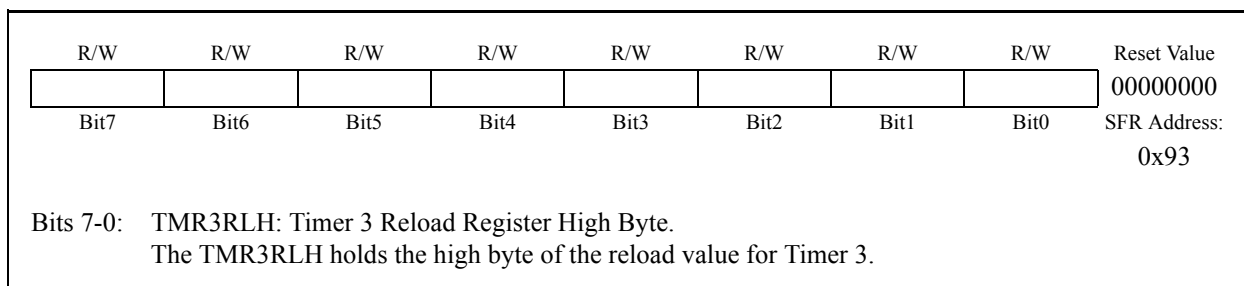 R/W R/W R/W R/W R/W R/W R/W R/W Reset Value
00000000
Bit7 Bit6 Bit5 Bit4 Bit3 Bit2 Bit1 Bit0 SFR Address:
0x93
Bits 7-0: TMR3RLH: Timer 3 Reload Register High Byte.
The TMR3RLH holds the high byte of the reload value for Timer 3.